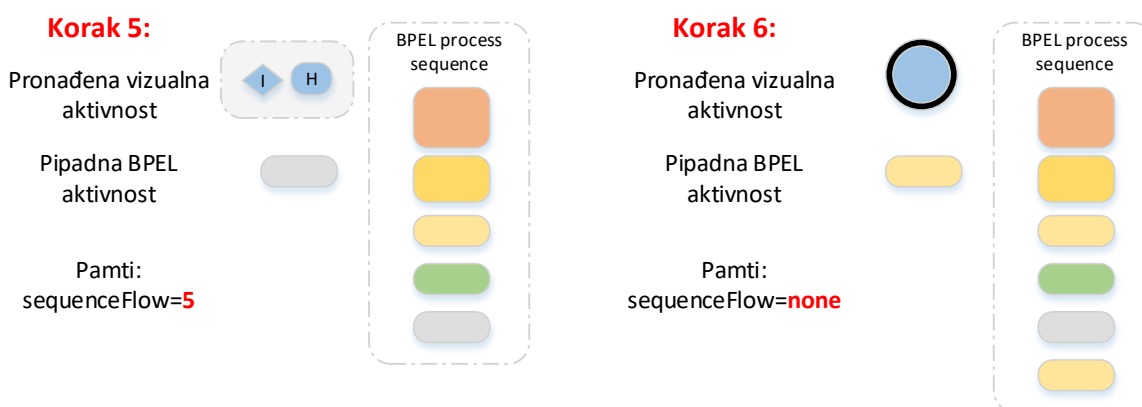 Korak 5:
Pronađena vizualna
aktivnost
I
H
Pipadna BPEL
aktivnost
Pamti:
sequenceFlow=5
BPEL process
sequence
Korak 6:
Pronađena vizualna
aktivnost
Pipadna BPEL
aktivnost
Pamti:
sequenceFlow=none
BPEL process
sequence